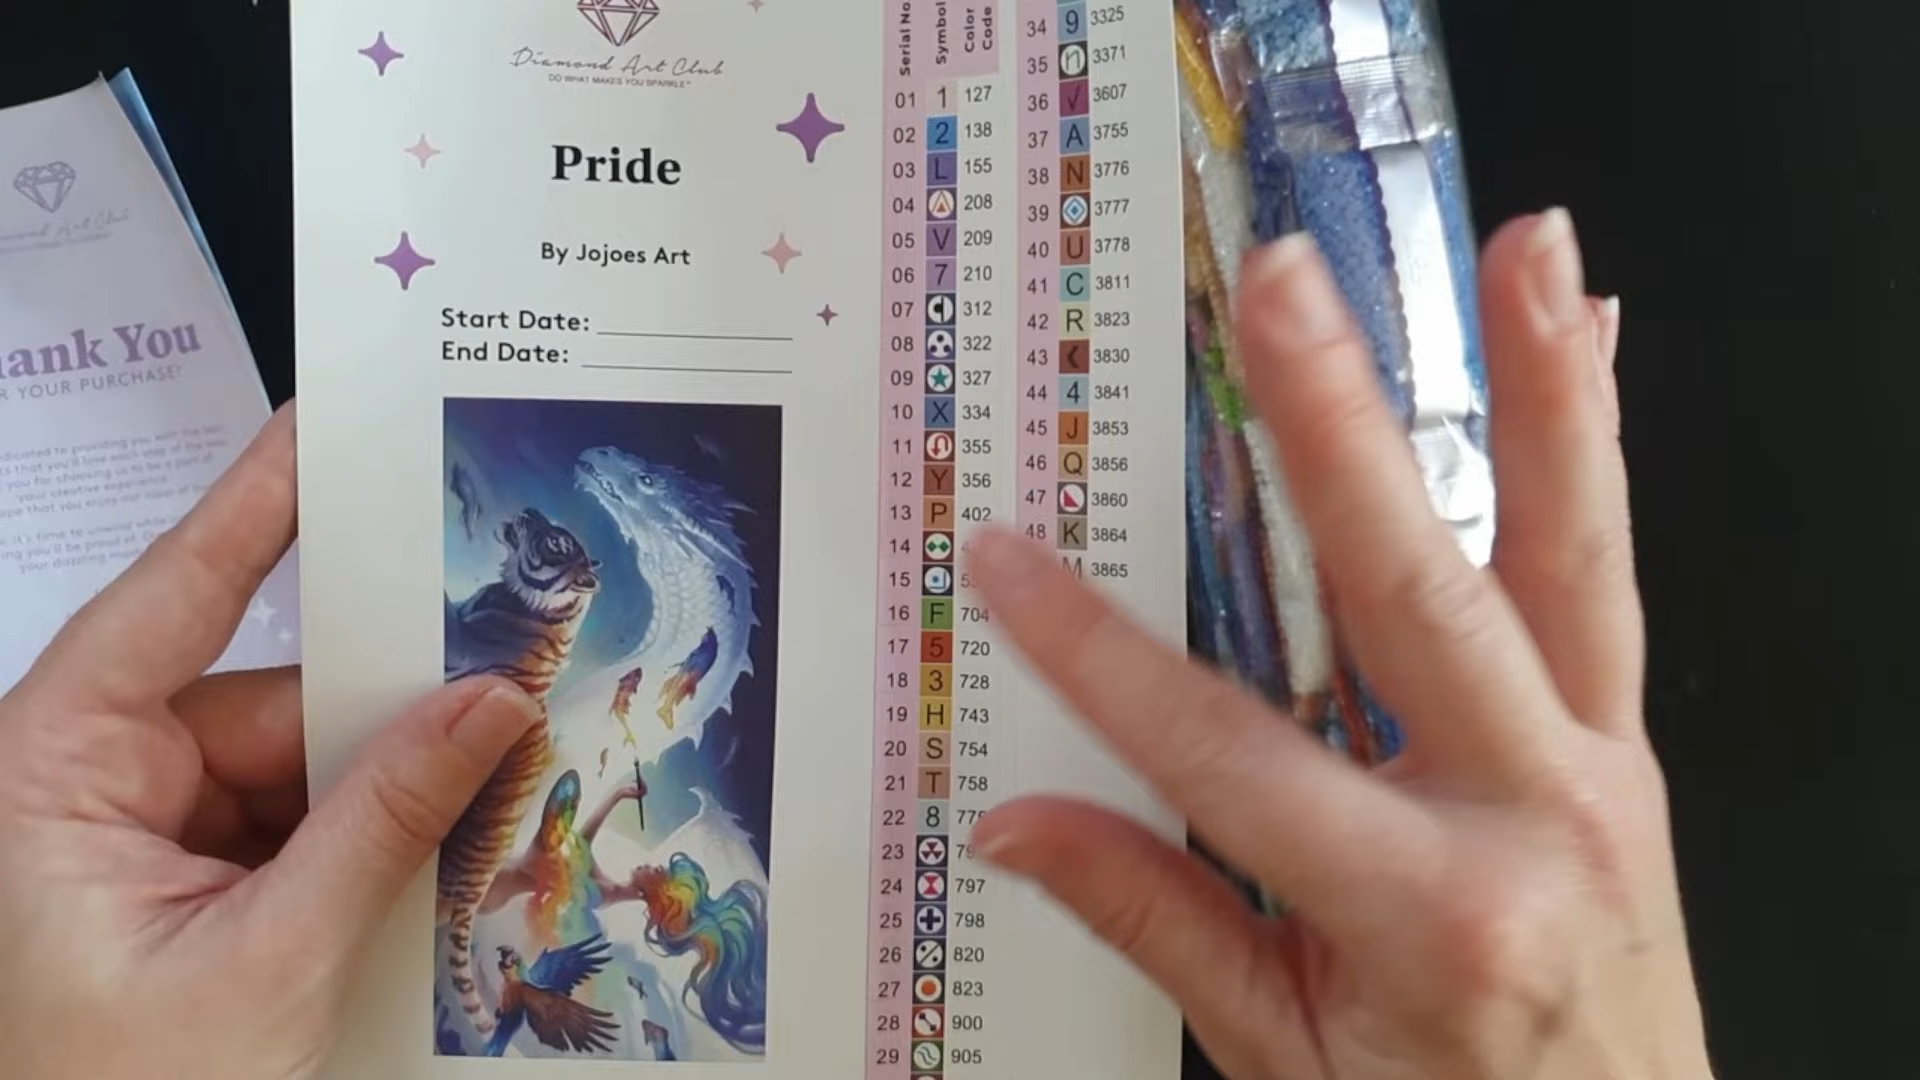 Diamond Art Club
DO WHAT MAKES YOU SPARKLE
Pride
By Jojoes Art
Start Date:
End Date:
Thank You
YOUR PURCHASE!
Serial No
Symbol
Color Code
01 1 127
02 2 138
03 L 155
04 208
05 V 209
06 7 210
07 312
08 322
09 327
10 X 334
11 355
12 Y 356
13 P 402
14
15
16 F 704
17 5 720
18 3 728
19 H 743
20 S 754
21 T 758
22 8
23
24 797
25 798
26 820
27 823
28 900
29 905
34 9 3325
35 n 3371
36 √ 3607
37 A 3755
38 N 3776
39 3777
40 U 3778
41 C 3811
42 R 3823
43 3830
44 4 3841
45 J 3853
46 Q 3856
47 3860
48 K 3864
M 3865